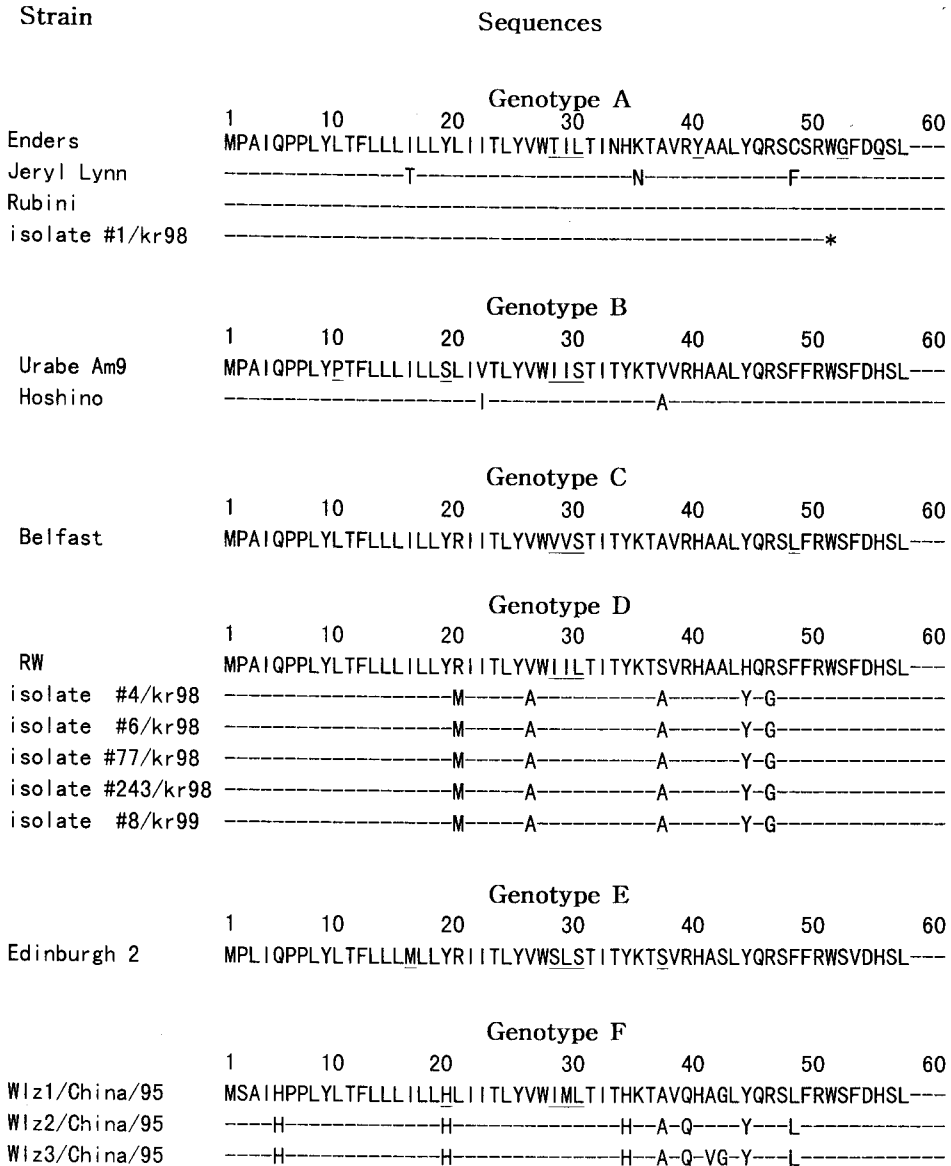 Strain Sequences
Genotype A
1 10 20 30 40 50 60
Enders MPAIQPPLYLTFLLLILLYLIITLYVWTILTINHKTAVRYAALYQRSCSRWGFDQSL---
Jeryl Lynn ---------------T------------------N------------F------------
Rubini ------------------------------------------------------------
isolate #1/kr98 --------------------------------------------------*
Genotype B
1 10 20 30 40 50 60
Urabe Am9 MPAIQPPLYPTFLLLILLSLIVTLYVWIISTITYKTVVRHAALYQRSFFRWSFDHSL---
Hoshino ---------------------I--------------A-----------------------
Genotype C
1 10 20 30 40 50 60
Belfast MPAIQPPLYLTFLLLILLYRIITLYVWVVSTITYKTAVRHAALYQRSLFRWSFDHSL---
Genotype D
1 10 20 30 40 50 60
RW MPAIQPPLYLTFLLLILLYRIITLYVWIILTITYKTSVRHAALHQRSFFRWSFDHSL---
isolate #4/kr98 -------------------M-----A----------A------Y-G--------------
isolate #6/kr98 -------------------M-----A----------A------Y-G--------------
isolate #77/kr98 -------------------M-----A----------A------Y-G--------------
isolate #243/kr98 -------------------M-----A----------A------Y-G--------------
isolate #8/kr99 -------------------M-----A----------A------Y-G--------------
Genotype E
1 10 20 30 40 50 60
Edinburgh 2 MPLIQPPLYLTFLLLMLLYRIITLYVWSLSTITYKTSVRHASLYQRSFFRWSVDHSL---
Genotype F
1 10 20 30 40 50 60
Wlz1/China/95 MSAIHPPLYLTFLLLILLHLIITLYVWIMLTITHKTAVQHAGLYQRSLFRWSFDHSL---
Wlz2/China/95 ----H-------------H--------------H--A-Q----Y---L------------
Wlz3/China/95 ----H-------------H--------------H--A-Q-VG-Y---L------------